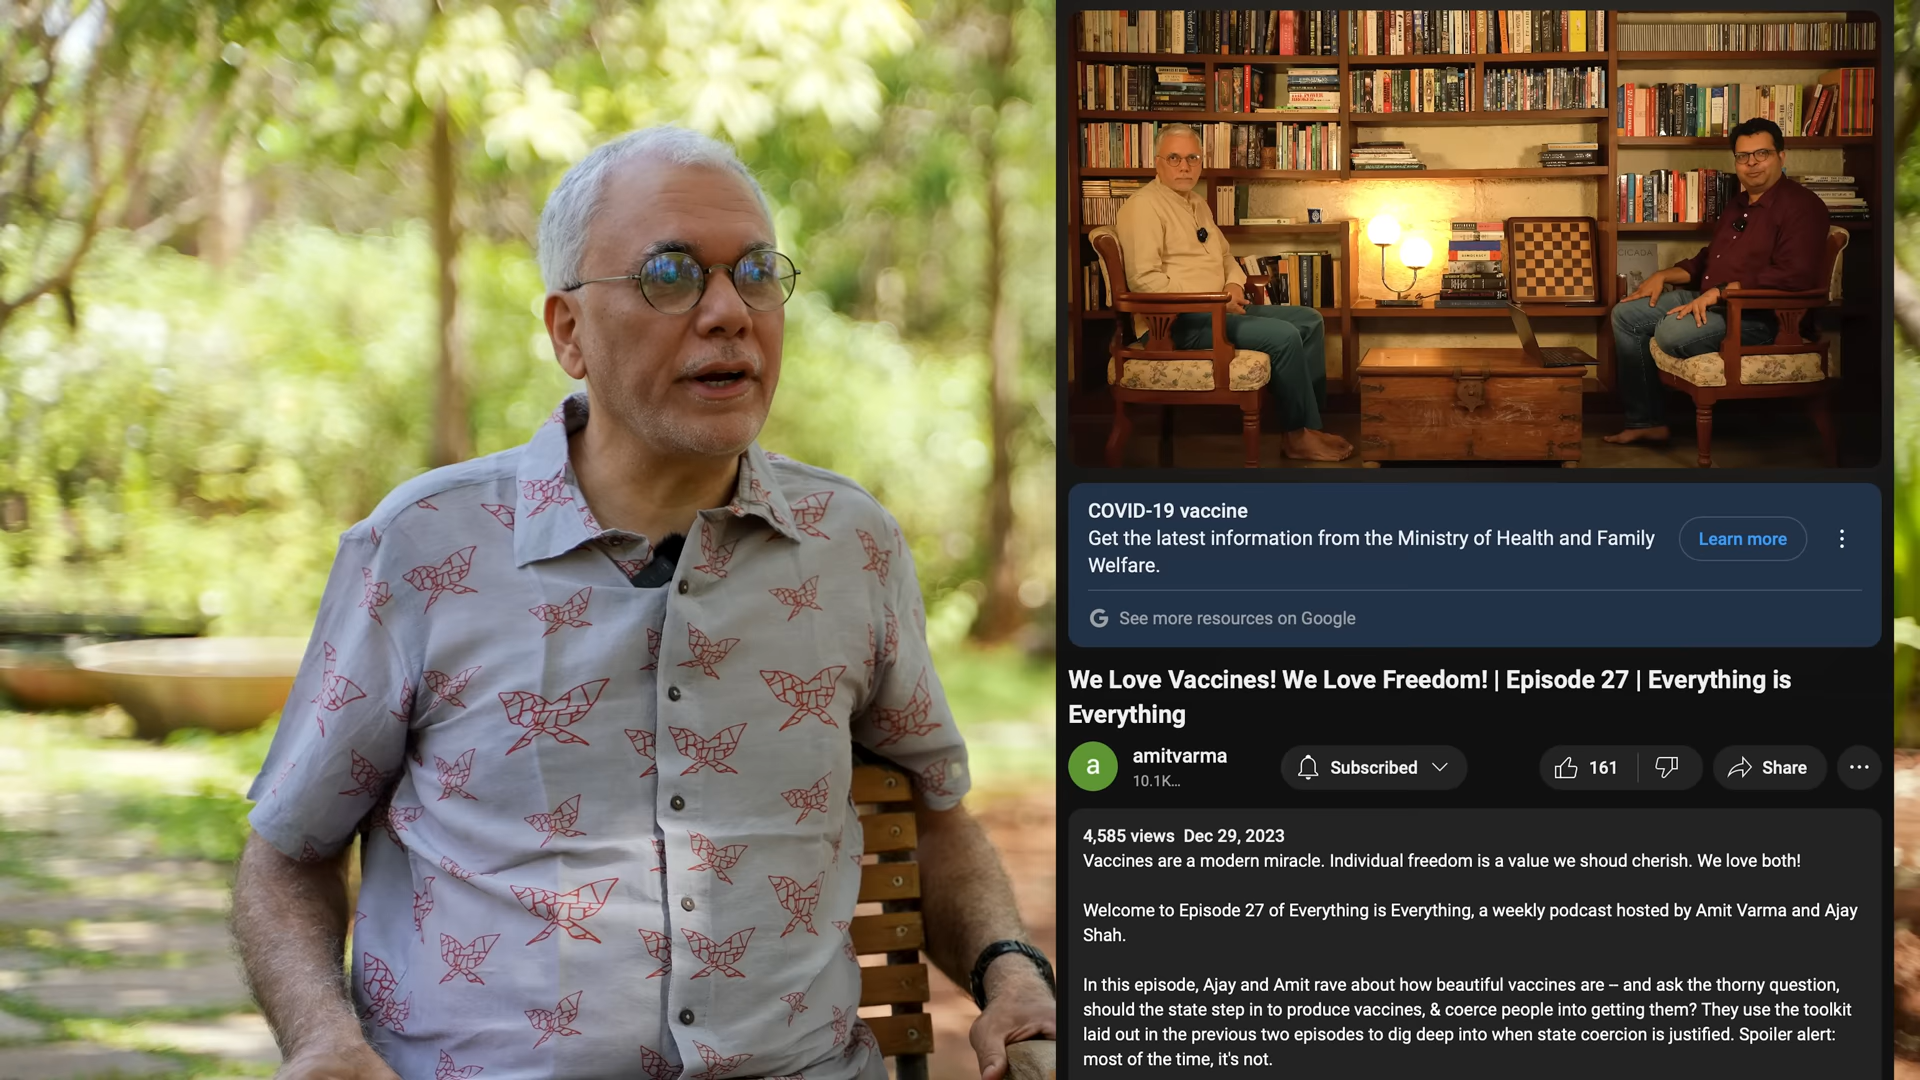 COVID-19 vaccine
Get the latest information from the Ministry of Health and Family
Welfare.
Learn more
See more resources on Google
We Love Vaccines! We Love Freedom! | Episode 27 | Everything is
Everything
a
amitvarma
10.1K...
Subscribed
161
Share
4,585 views Dec 29, 2023
Vaccines are a modern miracle. Individual freedom is a value we shoud cherish. We love both!
Welcome to Episode 27 of Everything is Everything, a weekly podcast hosted by Amit Varma and Ajay
Shah.
In this episode, Ajay and Amit rave about how beautiful vaccines are -- and ask the thorny question,
should the state step in to produce vaccines, & coerce people into getting them? They use the toolkit
laid out in the previous two episodes to dig deep into when state coercion is justified. Spoiler alert:
most of the time, it's not.